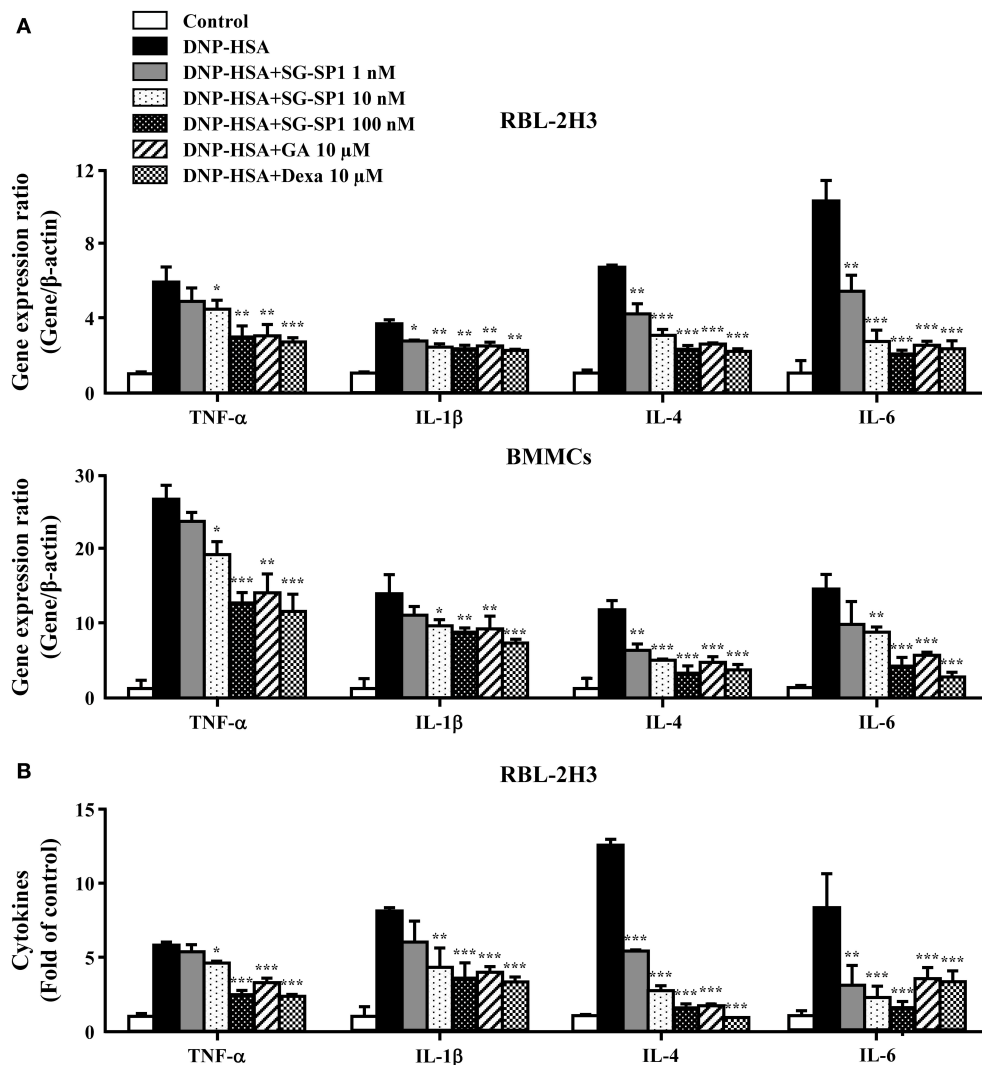 A
Control
DNP-HSA
DNP-HSA+SG-SP1 1 nM
DNP-HSA+SG-SP1 10 nM
DNP-HSA+SG-SP1 100 nM
DNP-HSA+GA 10 µM
DNP-HSA+Dexa 10 µM
RBL-2H3
Gene expression ratio
(Gene/β-actin)
12
8
4
0
* ** ** ***
* ** ** ** **
** *** *** *** ***
** *** *** *** ***
TNF-α IL-1β IL-4 IL-6
BMMCs
Gene expression ratio
(Gene/β-actin)
30
20
10
0
* *** ** ***
* ** ** ***
** *** *** *** ***
** *** *** ***
TNF-α IL-1β IL-4 IL-6
B
RBL-2H3
Cytokines
(Fold of control)
15
10
5
0
* *** *** ***
** *** *** ***
*** *** *** *** ***
** *** *** *** ***
TNF-α IL-1β IL-4 IL-6